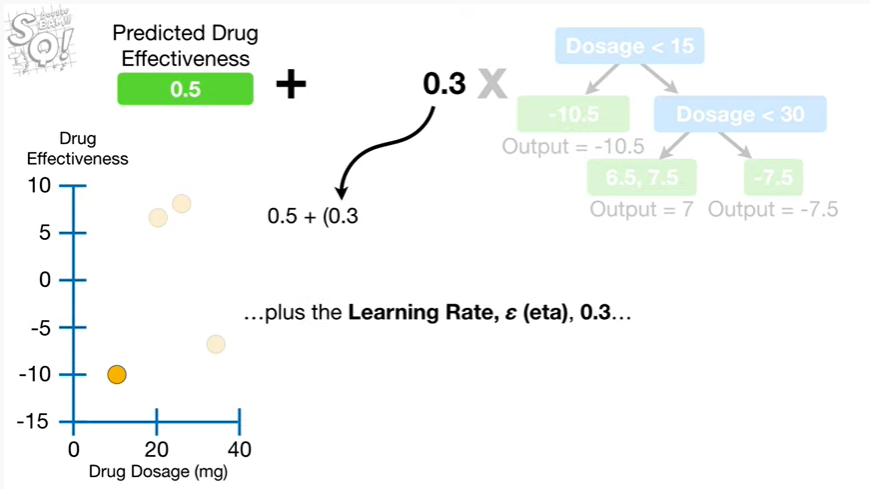 StatQuest!
Predicted Drug
Effectiveness
0.5
+
0.3
X
Dosage < 15
-10.5
Output = -10.5
Dosage < 30
6.5, 7.5
Output = 7
-7.5
Output = -7.5
Drug
Effectiveness
10
5
0
-5
-10
-15
0
20
40
Drug Dosage (mg)
0.5 + (0.3
...plus the Learning Rate, ε (eta), 0.3...